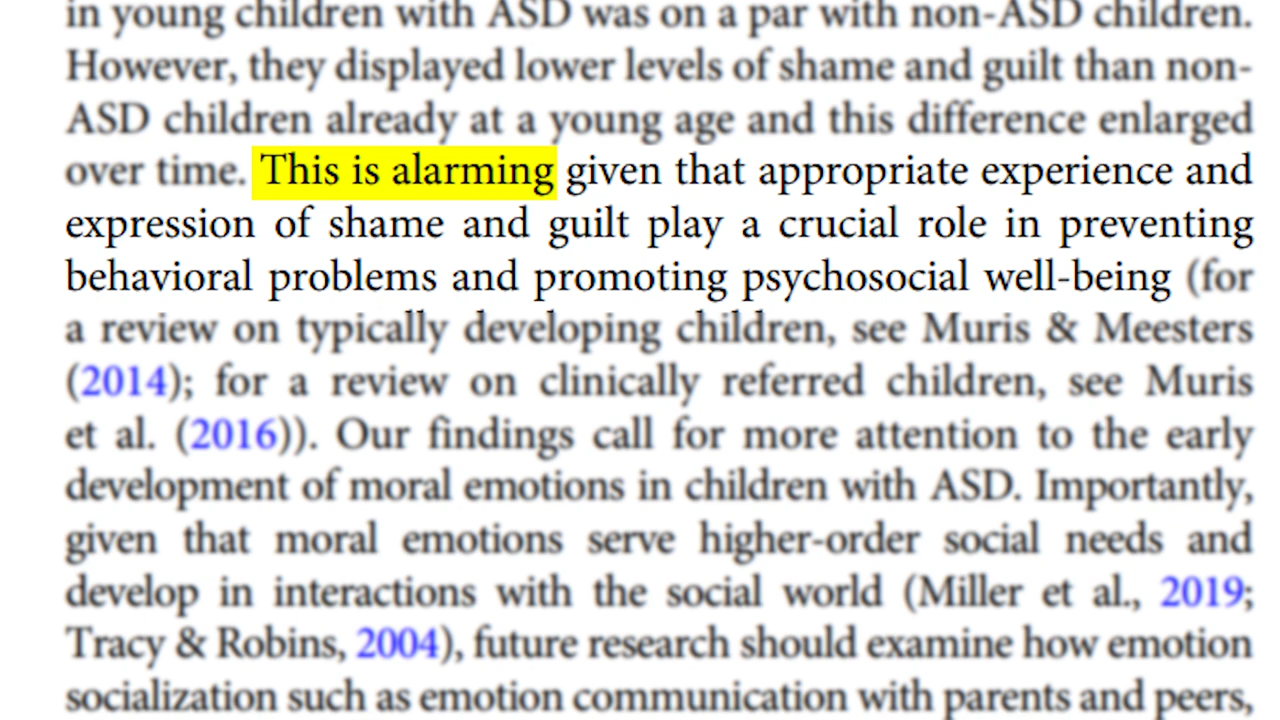 in young children with ASD was on a par with non-ASD children.
However, they displayed lower levels of shame and guilt than non-
ASD children already at a young age and this difference enlarged
over time. This is alarming given that appropriate experience and
expression of shame and guilt play a crucial role in preventing
behavioral problems and promoting psychosocial well-being (for
a review on typically developing children, see Muris & Meesters
(2014); for a review on clinically referred children, see Muris
et al. (2016)). Our findings call for more attention to the early
development of moral emotions in children with ASD. Importantly,
given that moral emotions serve higher-order social needs and
develop in interactions with the social world (Miller et al., 2019;
Tracy & Robins, 2004), future research should examine how emotion
socialization such as emotion communication with parents and peers,